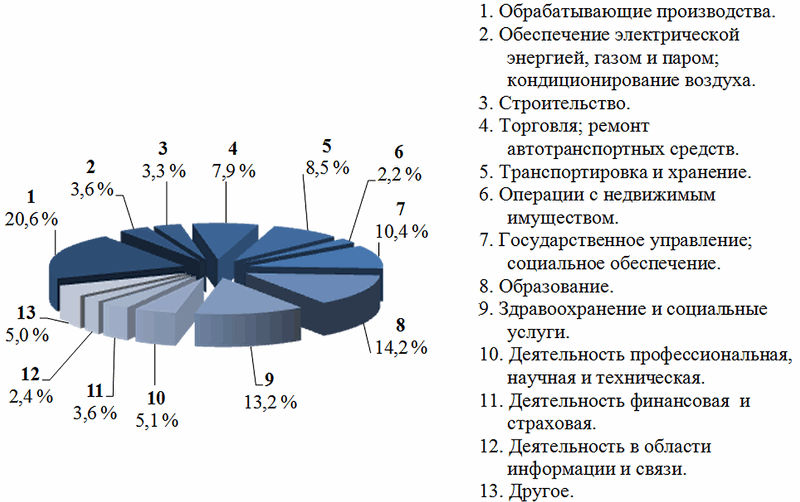 1
20,6 %
2
3,6 %
3
3,3 %
4
7,9 %
5
8,5 %
6
2,2 %
7
10,4 %
8
14,2 %
9
13,2 %
10
5,1 %
11
3,6 %
12
2,4 %
13
5,0 %
1. Обрабатывающие производства.
2. Обеспечение электрической
энергией, газом и паром;
кондиционирование воздуха.
3. Строительство.
4. Торговля; ремонт
автотранспортных средств.
5. Транспортировка и хранение.
6. Операции с недвижимым
имуществом.
7. Государственное управление;
социальное обеспечение.
8. Образование.
9. Здравоохранение и социальные
услуги.
10. Деятельность профессиональная,
научная и техническая.
11. Деятельность финансовая и
страховая.
12. Деятельность в области
информации и связи.
13. Другое.